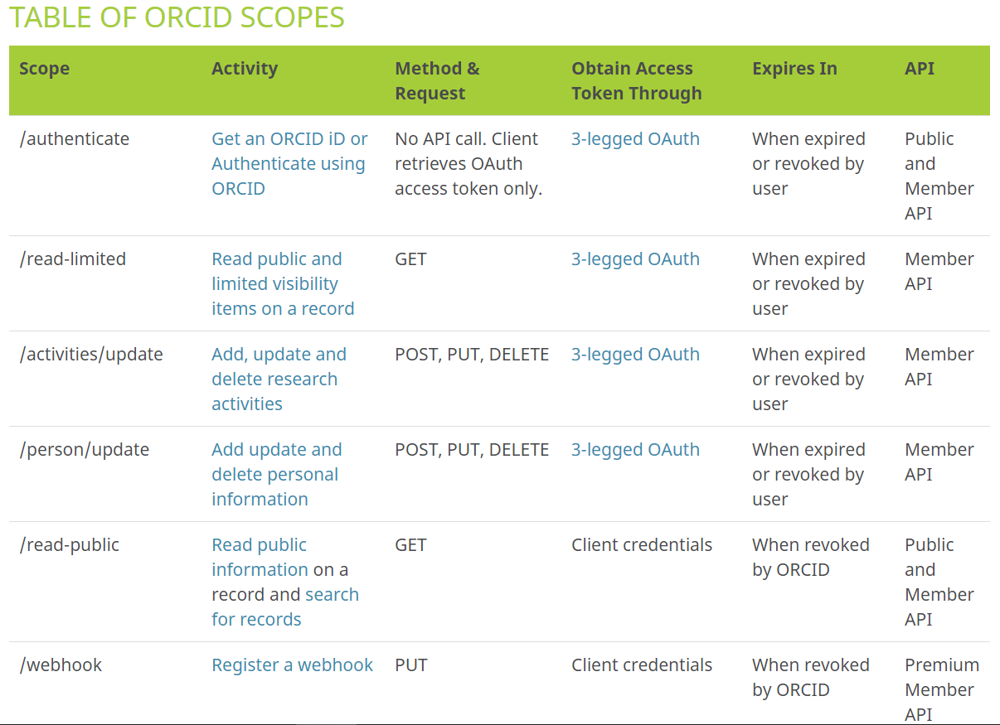 TABLE OF ORCID SCOPES
Scope Activity Method & Obtain Access Expires In API
Request Token Through
/authenticate Get an ORCID iD or No API call. Client 3-legged OAuth When expired Public
Authenticate using retrieves OAuth or revoked by and
ORCID access token only. user Member
API
/read-limited Read public and GET 3-legged OAuth When expired Member
limited visibility or revoked by API
items on a record user
/activities/update Add, update and POST, PUT, DELETE 3-legged OAuth When expired Member
delete research or revoked by API
activities user
/person/update Add update and POST, PUT, DELETE 3-legged OAuth When expired Member
delete personal or revoked by API
information user
/read-public Read public GET Client credentials When revoked Public
information on a by ORCID and
record and search Member
for records API
/webhook Register a webhook PUT Client credentials When revoked Premium
by ORCID Member
API